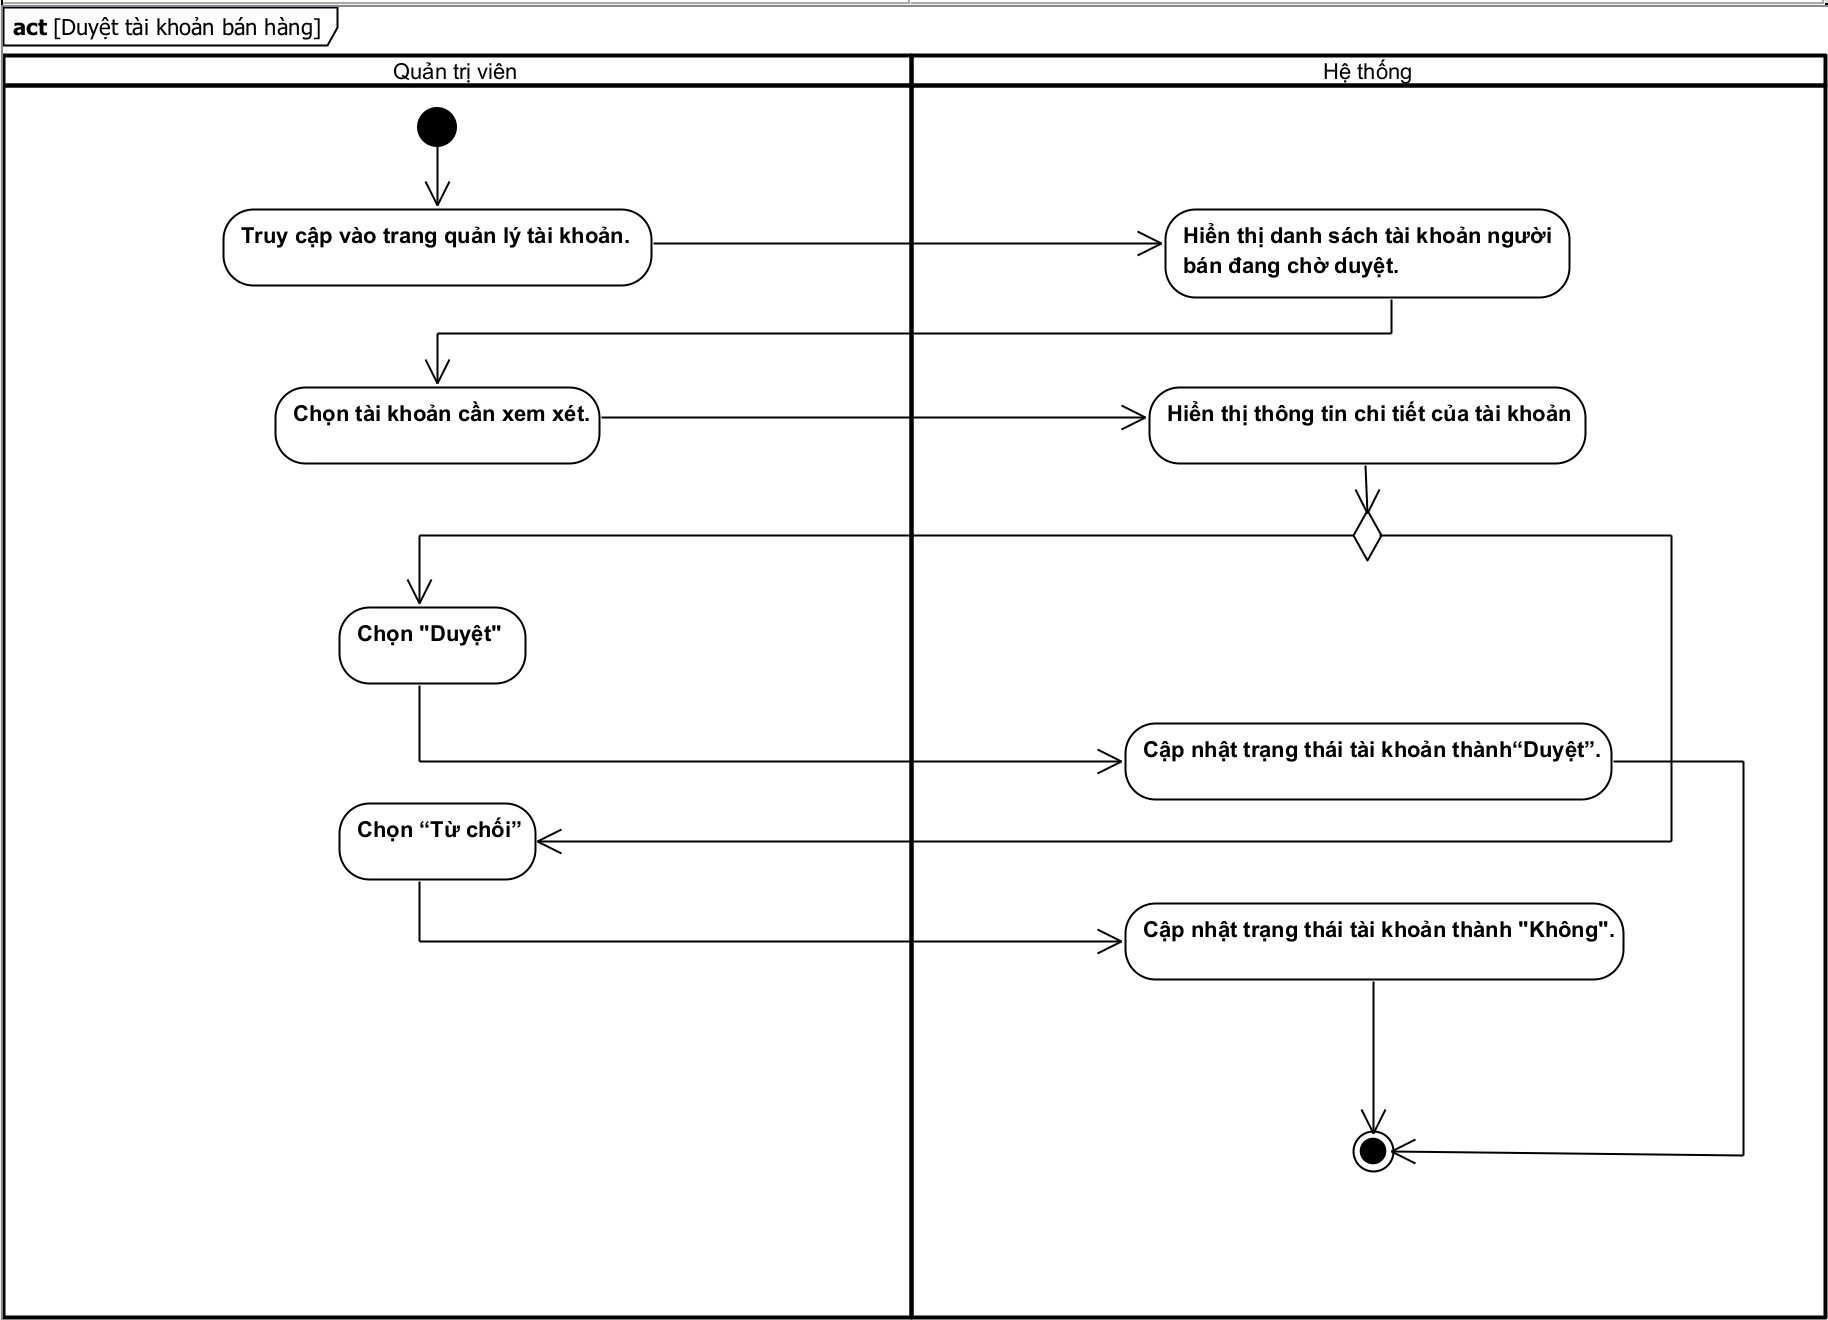 act [Duyệt tài khoản bán hàng]
Quản trị viên
Hệ thống
Truy cập vào trang quản lý tài khoản.
Hiển thị danh sách tài khoản người
bán đang chờ duyệt.
Chọn tài khoản cần xem xét.
Hiển thị thông tin chi tiết của tài khoản
Chọn "Duyệt"
Cập nhật trạng thái tài khoản thành“Duyệt”.
Chọn “Từ chối”
Cập nhật trạng thái tài khoản thành "Không".